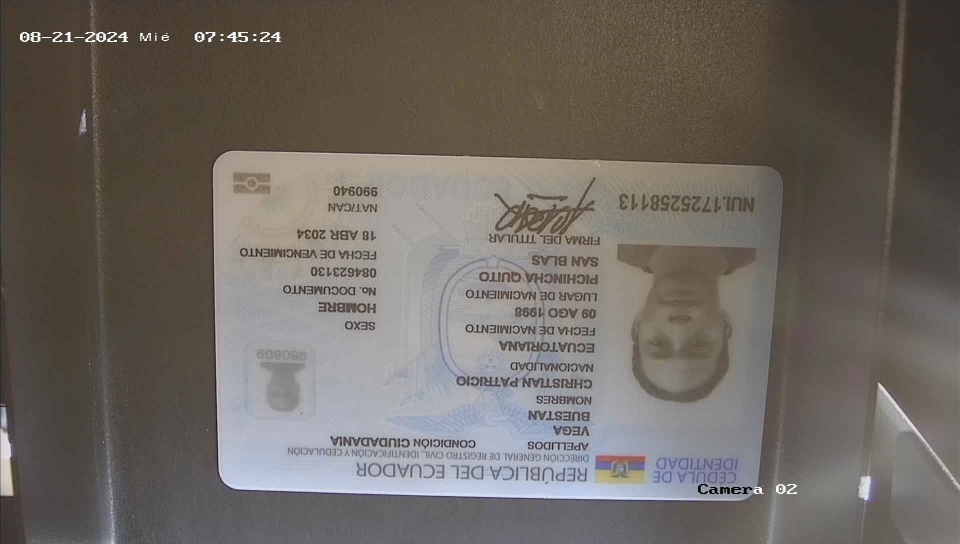 08-21-2024 Mié 07:45:24
CÉDULA DE IDENTIDAD
REPÚBLICA DEL ECUADOR
DIRECCIÓN GENERAL DE REGISTRO CIVIL, IDENTIFICACIÓN Y CEDULACIÓN
APELLIDOS
VEGA
BUESTAN
CONDICIÓN CIUDADANIA
NOMBRES
CHRISTIAN PATRICIO
NACIONALIDAD
ECUATORIANA
FECHA DE NACIMIENTO
09 AGO 1998
LUGAR DE NACIMIENTO
PICHINCHA QUITO
SAN BLAS
FIRMA DEL TITULAR
SEXO
HOMBRE
No. DOCUMENTO
084623130
FECHA DE VENCIMIENTO
18 ABR 2034
NAT/CAN
990940
980809
NUI.1725258113
Camera 02